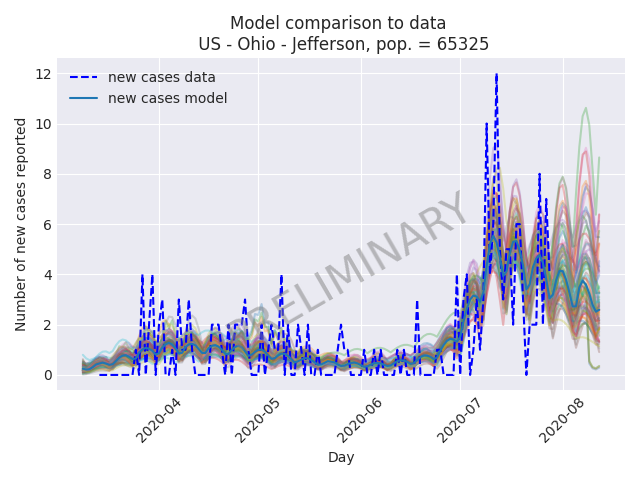 Model comparison to data
US - Ohio - Jefferson, pop. = 65325
new cases data
new cases model
Number of new cases reported
12
10
8
6
4
2
0
PRELIMINARY
2020-04
2020-05
2020-06
2020-07
2020-08
Day